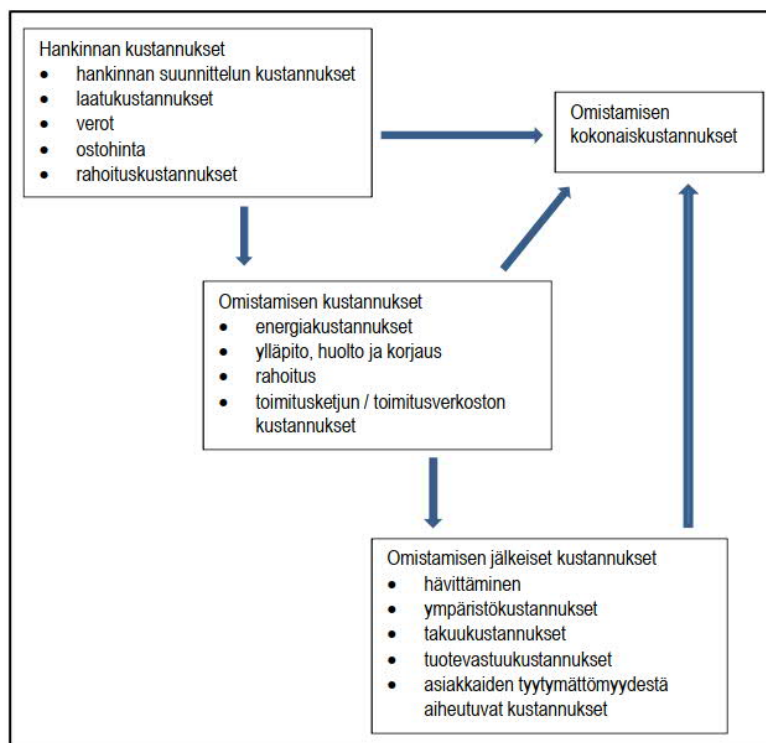 Hankinnan kustannukset
• hankinnan suunnittelun kustannukset
• laatukustannukset
• verot
• ostohinta
• rahoituskustannukset
Omistamisen
kokonaiskustannukset
Omistamisen kustannukset
• energiakustannukset
• ylläpito, huolto ja korjaus
• rahoitus
• toimitusketjun / toimitusverkoston
kustannukset
Omistamisen jälkeiset kustannukset
• hävittäminen
• ympäristökustannukset
• takuukustannukset
• tuotevastuukustannukset
• asiakkaiden tyytymättömyydestä
aiheutuvat kustannukset